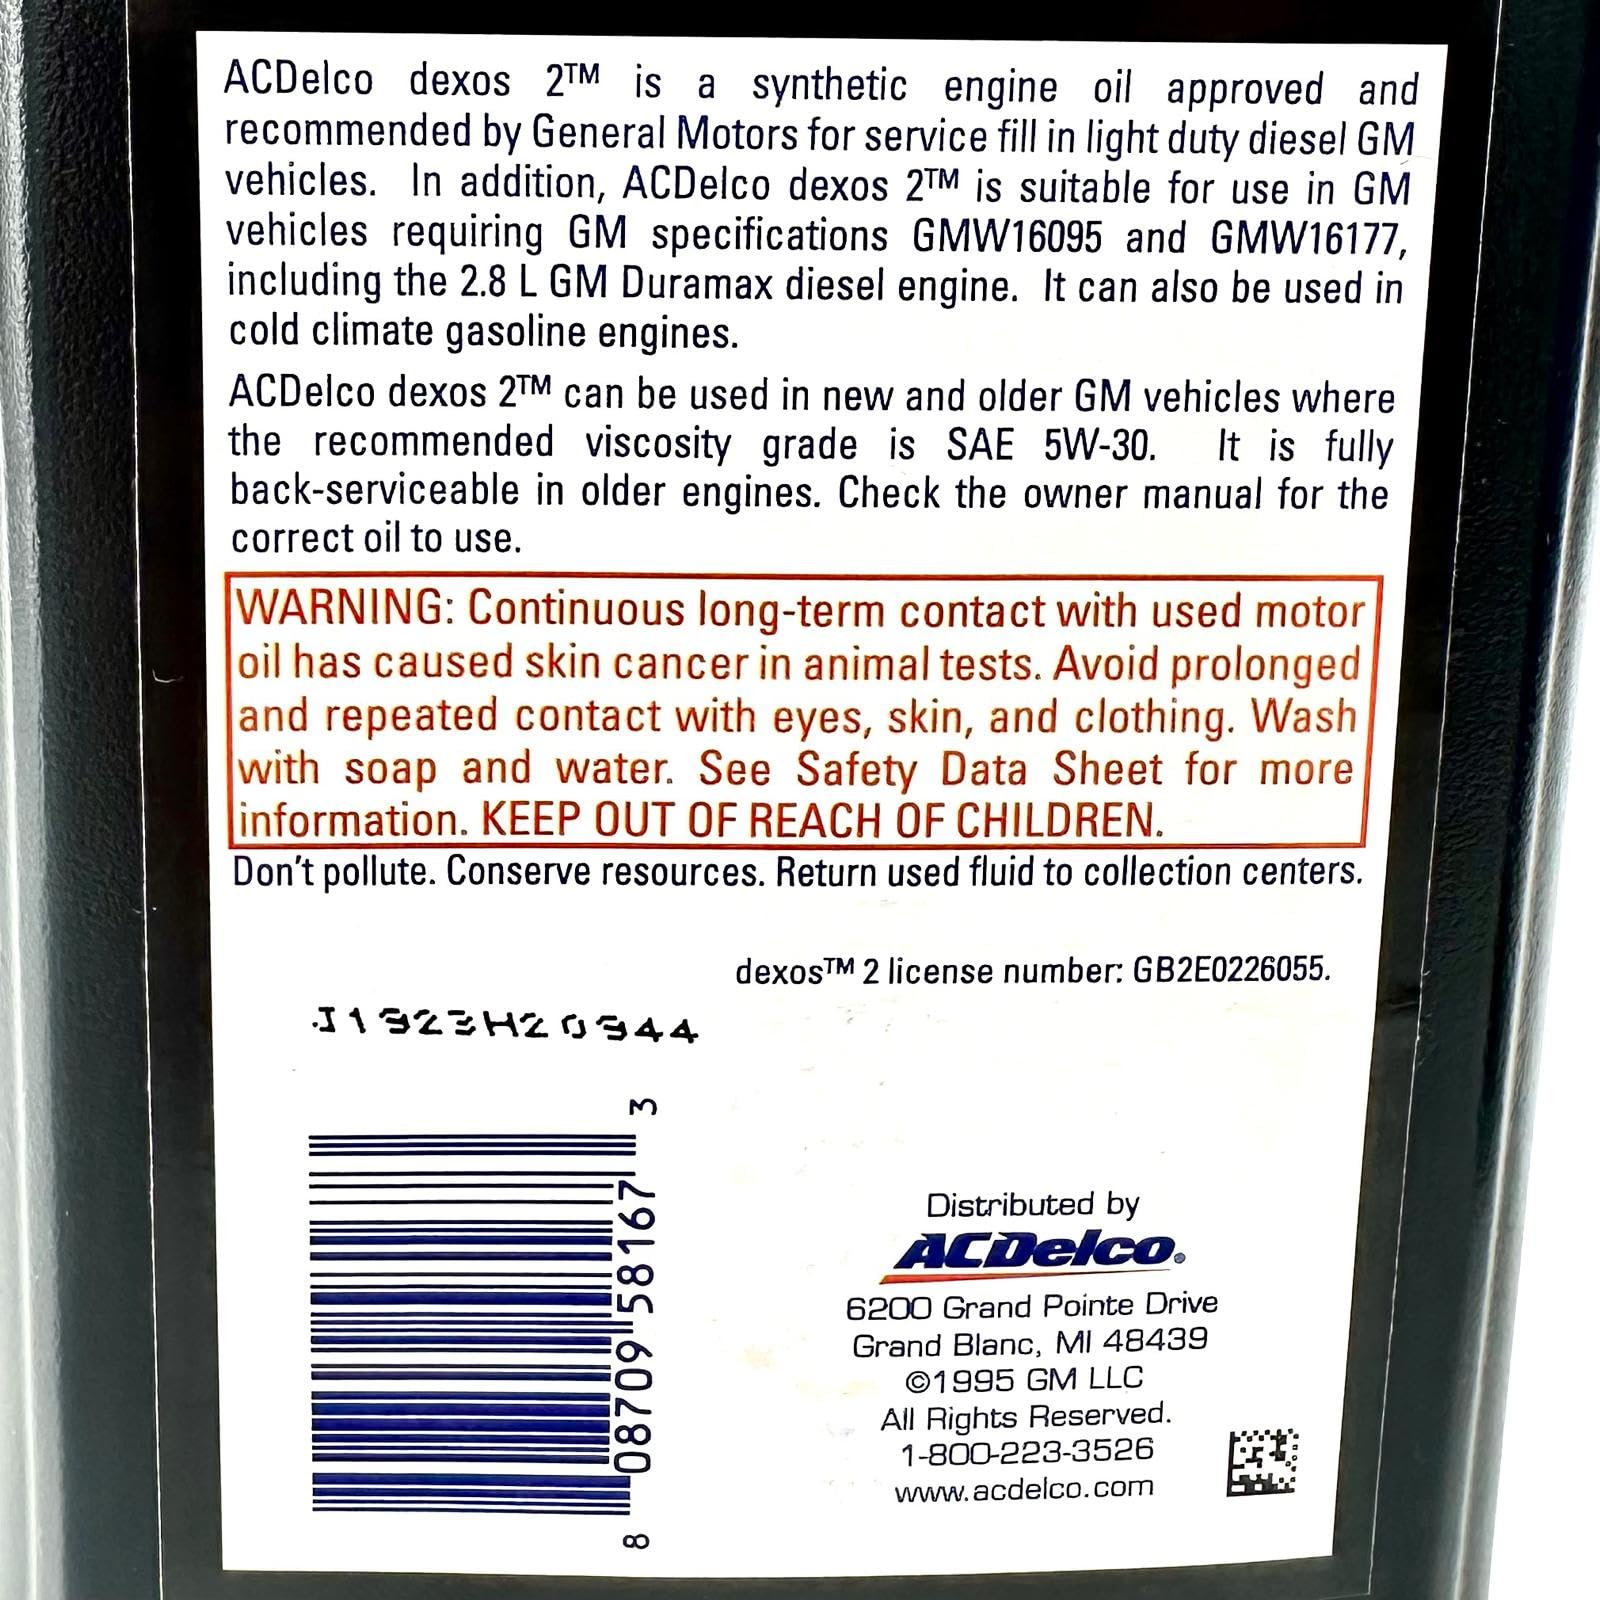 ACDelco dexos 2™ is a synthetic engine oil approved and
recommended by General Motors for service fill in light duty diesel GM
vehicles. In addition, ACDelco dexos 2™ is suitable for use in GM
vehicles requiring GM specifications GMW16095 and GMW16177,
including the 2.8 L GM Duramax diesel engine. It can also be used in
cold climate gasoline engines.
ACDelco dexos 2™ can be used in new and older GM vehicles where
the recommended viscosity grade is SAE 5W-30. It is fully
back-serviceable in older engines. Check the owner manual for the
correct oil to use.
WARNING: Continuous long-term contact with used motor
oil has caused skin cancer in animal tests. Avoid prolonged
and repeated contact with eyes, skin, and clothing. Wash
with soap and water. See Safety Data Sheet for more
information. KEEP OUT OF REACH OF CHILDREN.
Don't pollute. Conserve resources. Return used fluid to collection centers.
dexos™ 2 license number: GB2E0226055.
J1323H20344
8 08709 58167 3
Distributed by
ACDelco®
6200 Grand Pointe Drive
Grand Blanc, MI 48439
©1995 GM LLC
All Rights Reserved.
1-800-223-3526
www.acdelco.com